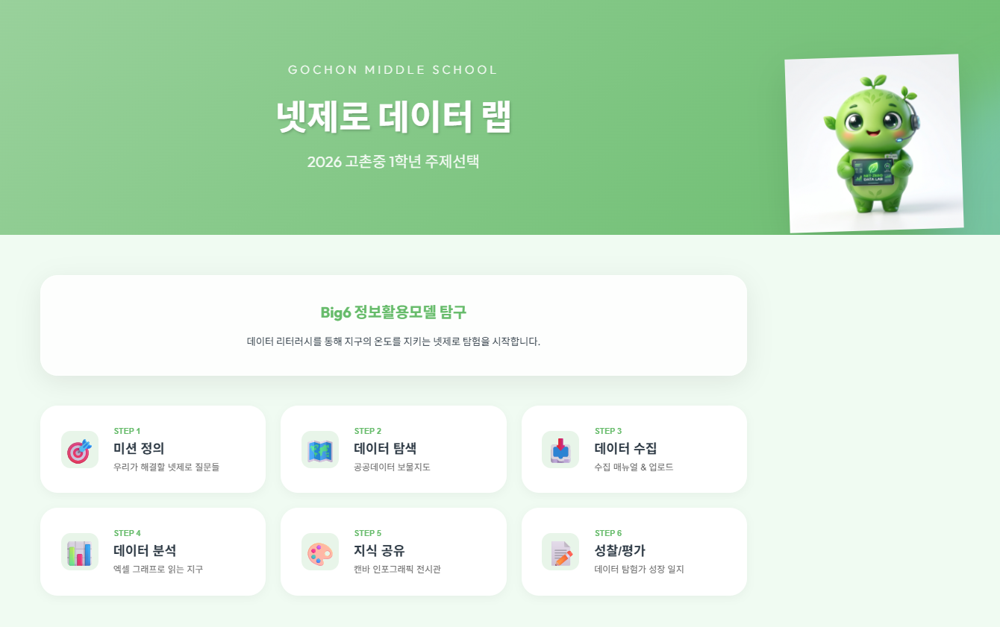 GOCHON MIDDLE SCHOOL
넷제로 데이터 랩
2026 고촌중 1학년 주제선택
NET-ZERO
DATA LAB
Big6 정보활용모델 탐구
데이터 리터러시를 통해 지구의 온도를 지키는 넷제로 탐험을 시작합니다.
STEP 1
미션 정의
우리가 해결할 넷제로 질문들
STEP 2
데이터 탐색
공공데이터 보물지도
STEP 3
데이터 수집
수집 매뉴얼 & 업로드
STEP 4
데이터 분석
엑셀 그래프로 읽는 지구
STEP 5
지식 공유
캔바 인포그래픽 전시관
STEP 6
성찰/평가
데이터 탐험가 성장 일지